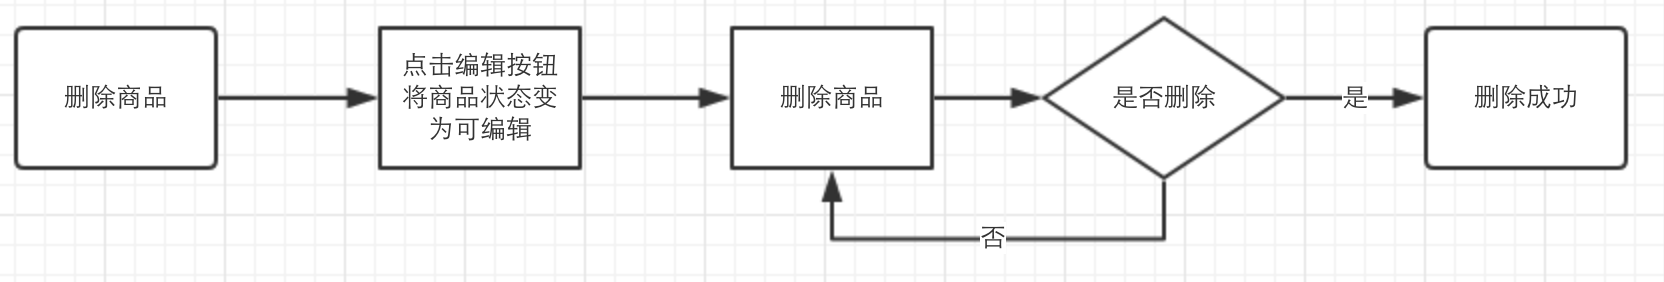 删除商品
点击编辑按钮
将商品状态变
为可编辑
删除商品
是否删除
是
删除成功
否